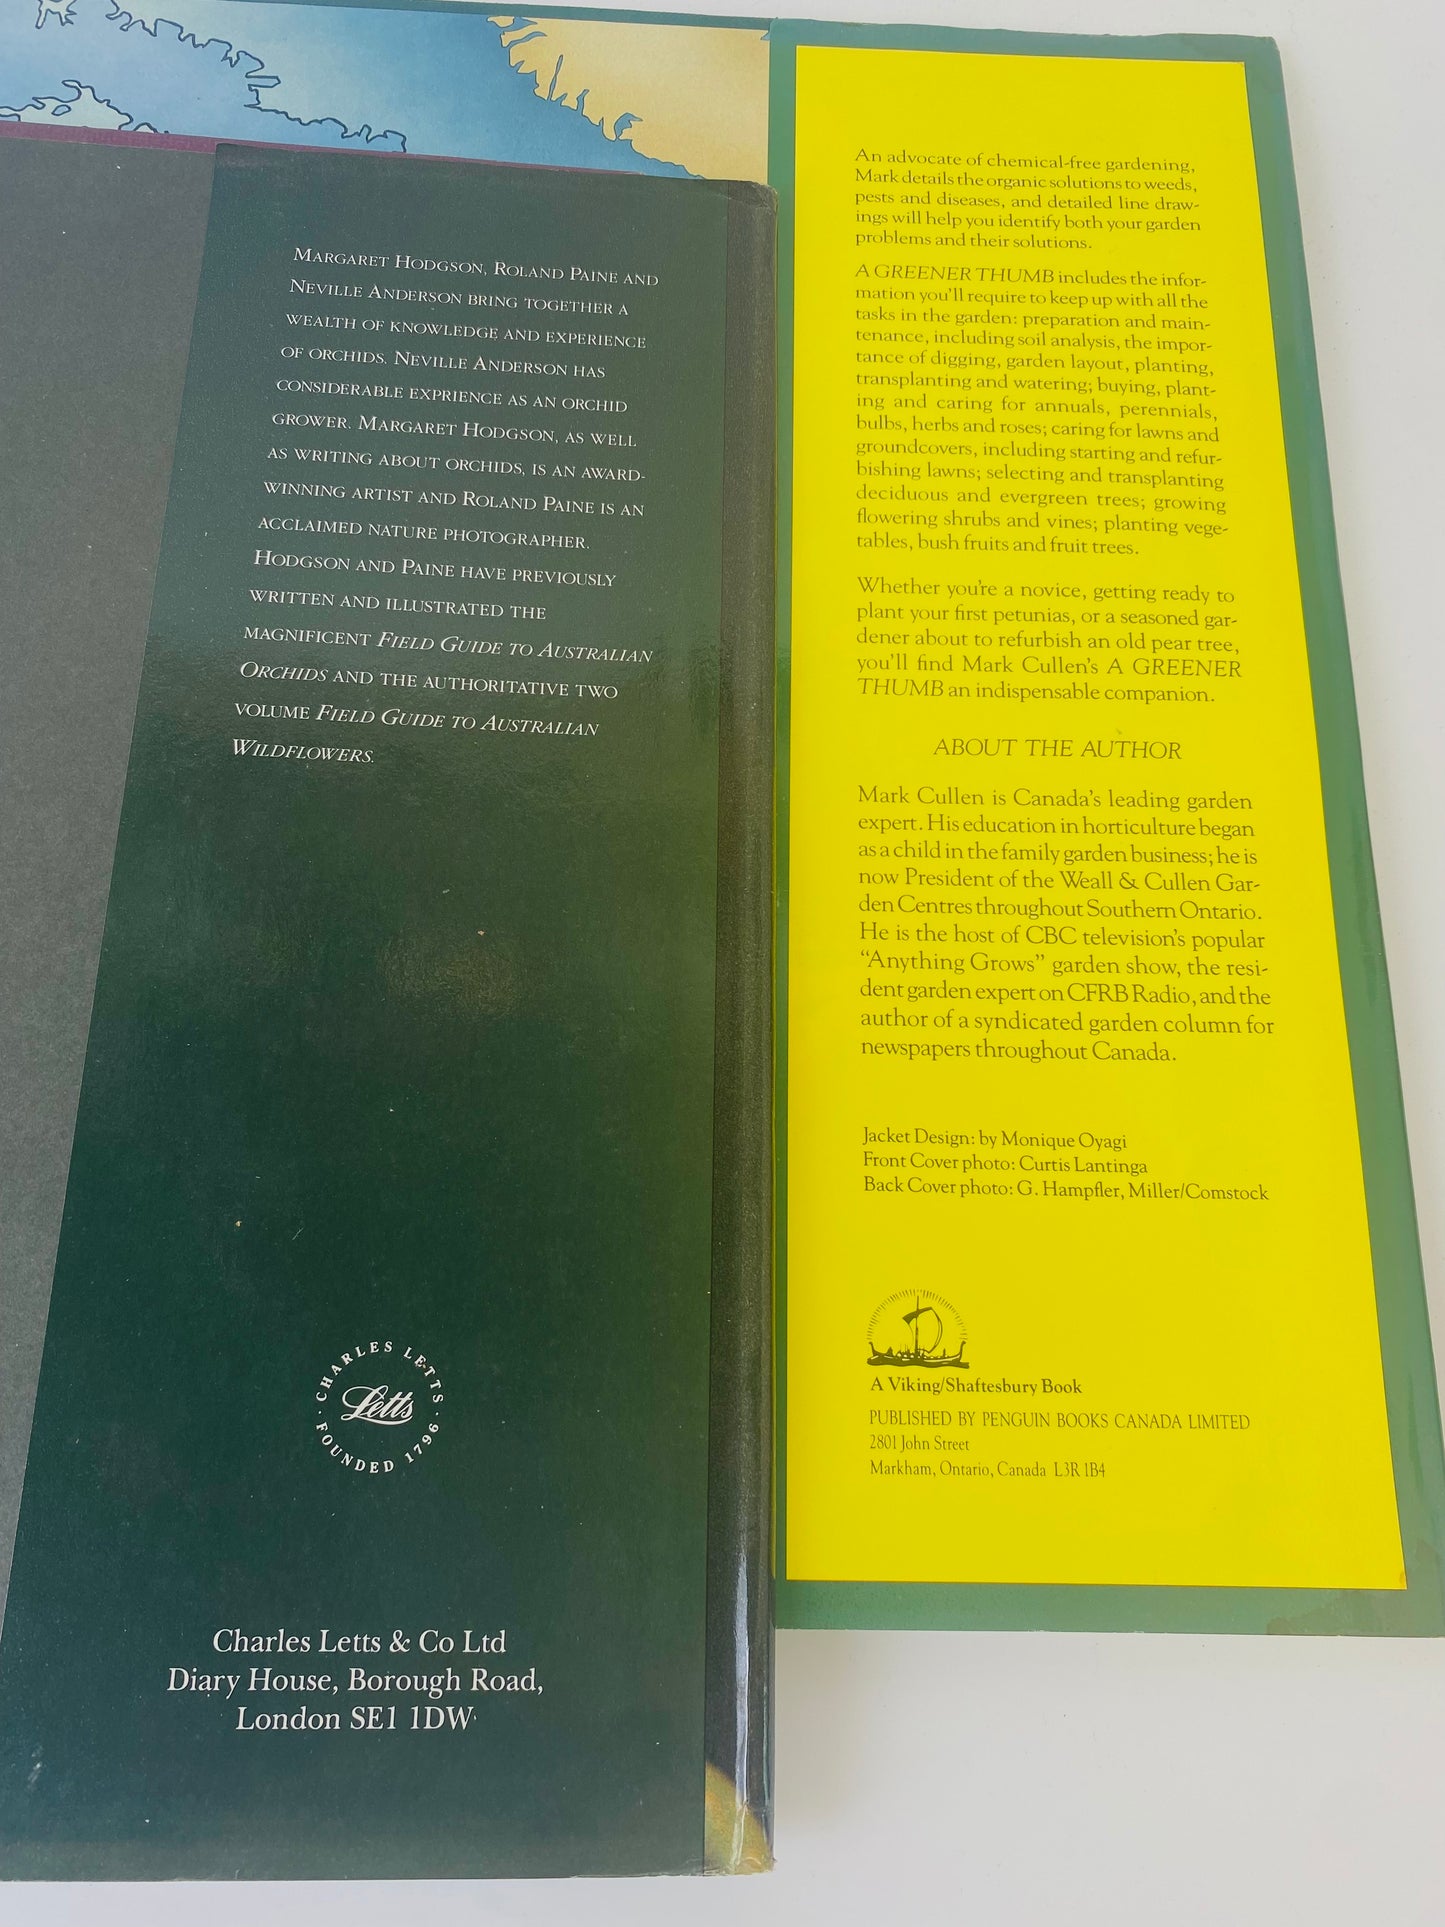 MARGARET HODGSON, ROLAND PAINE AND
NEVILLE ANDERSON BRING TOGETHER A
WEALTH OF KNOWLEDGE AND EXPERIENCE
OF ORCHIDS. NEVILLE ANDERSON HAS
CONSIDERABLE EXPRIENCE AS AN ORCHID
GROWER. MARGARET HODGSON, AS WELL
AS WRITING ABOUT ORCHIDS, IS AN AWARD-
WINNING ARTIST AND ROLAND PAINE IS AN
ACCLAIMED NATURE PHOTOGRAPHER.
HODGSON AND PAINE HAVE PREVIOUSLY
WRITTEN AND ILLUSTRATED THE
MAGNIFICENT FIELD GUIDE TO AUSTRALIAN
ORCHIDS AND THE AUTHORITATIVE TWO
VOLUME FIELD GUIDE TO AUSTRALIAN
WILDFLOWERS.
CHARLES LETTS
Letts
· FOUNDED 1796 ·
Charles Letts & Co Ltd
Diary House, Borough Road,
London SE1 1DW
An advocate of chemical-free gardening,
Mark details the organic solutions to weeds,
pests and diseases, and detailed line draw-
ings will help you identify both your garden
problems and their solutions.
A GREENER THUMB includes the infor-
mation you'll require to keep up with all the
tasks in the garden: preparation and main-
tenance, including soil analysis, the impor-
tance of digging, garden layout, planting,
transplanting and watering; buying, plant-
ing and caring for annuals, perennials,
bulbs, herbs and roses; caring for lawns and
groundcovers, including starting and refur-
bishing lawns; selecting and transplanting
deciduous and evergreen trees; growing
flowering shrubs and vines; planting vege-
tables, bush fruits and fruit trees.
Whether you're a novice, getting ready to
plant your first petunias, or a seasoned gar-
dener about to refurbish an old pear tree,
you'll find Mark Cullen's A GREENER
THUMB an indispensable companion.
ABOUT THE AUTHOR
Mark Cullen is Canada's leading garden
expert. His education in horticulture began
as a child in the family garden business; he is
now President of the Weall & Cullen Gar-
den Centres throughout Southern Ontario.
He is the host of CBC television's popular
"Anything Grows" garden show, the resi-
dent garden expert on CFRB Radio, and the
author of a syndicated garden column for
newspapers throughout Canada.
Jacket Design: by Monique Oyagi
Front Cover photo: Curtis Lantinga
Back Cover photo: G. Hampfler, Miller/Comstock
A Viking/Shaftesbury Book
PUBLISHED BY PENGUIN BOOKS CANADA LIMITED
2801 John Street
Markham, Ontario, Canada L3R 1B4